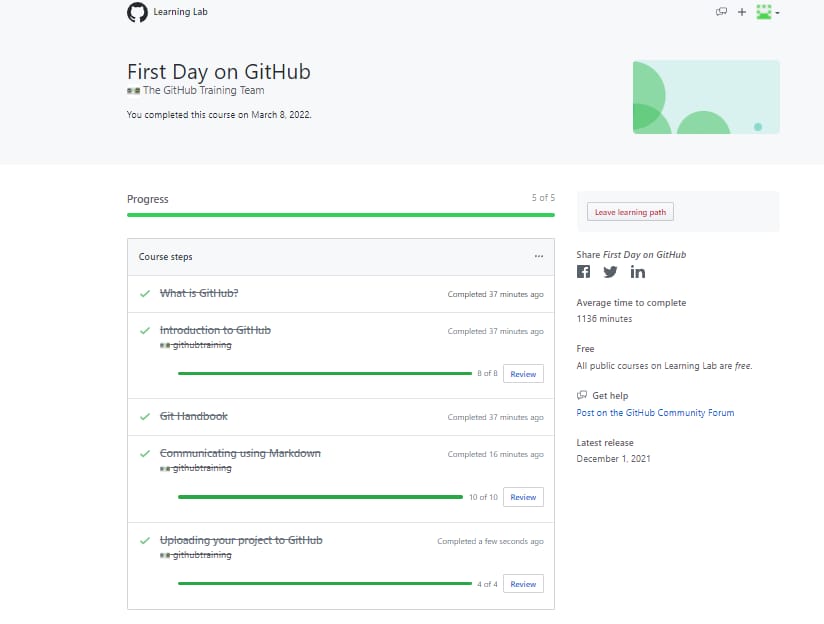 Learning Lab
First Day on GitHub
The GitHub Training Team
You completed this course on March 8, 2022.
Progress
5 of 5
Course steps
...
What is GitHub?
Completed 37 minutes ago
Introduction to GitHub
Completed 37 minutes ago
githubtraining
8 of 8
Review
Git Handbook
Completed 37 minutes ago
Communicating using Markdown
Completed 16 minutes ago
githubtraining
10 of 10
Review
Uploading your project to GitHub
Completed a few seconds ago
githubtraining
4 of 4
Review
Leave learning path
Share First Day on GitHub
Average time to complete
1136 minutes
Free
All public courses on Learning Lab are free.
Get help
Post on the GitHub Community Forum
Latest release
December 1, 2021